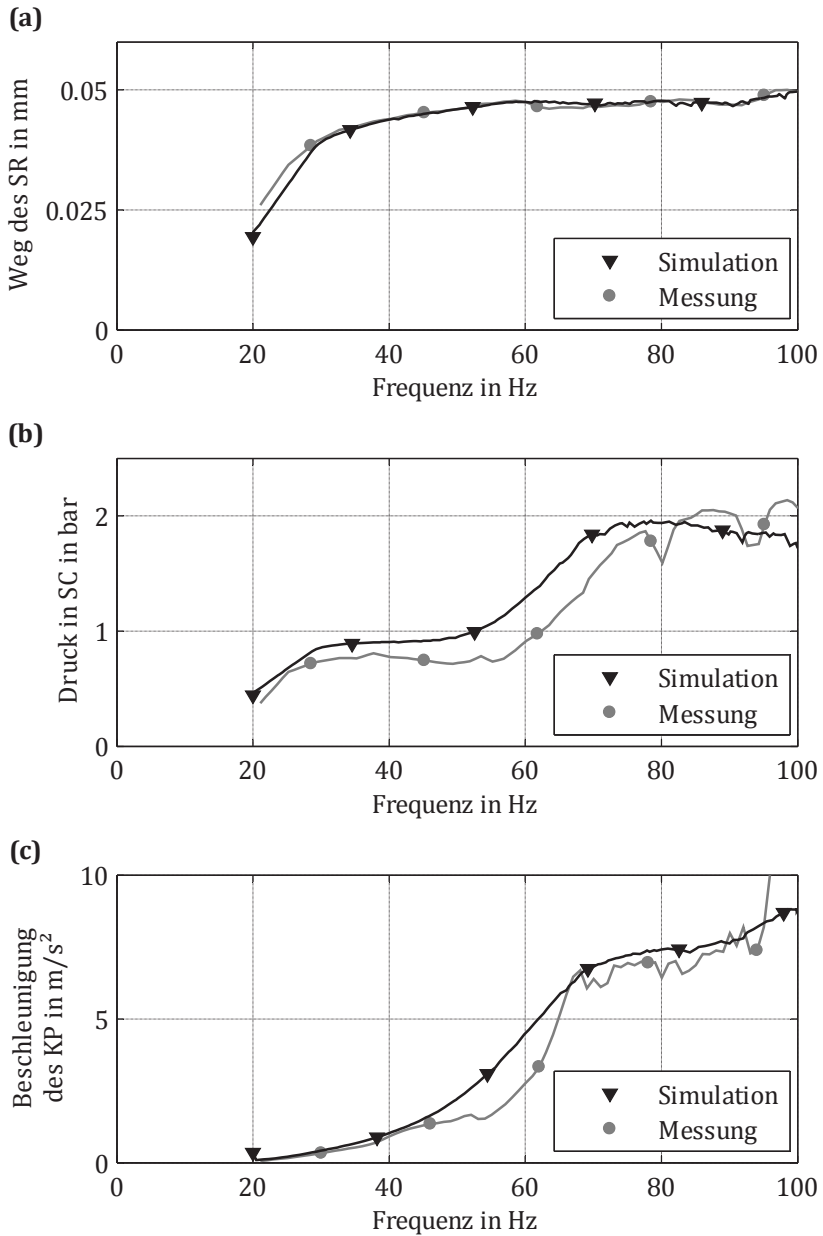 (a)
Weg des SR in mm
0.05
0.025
0
0
20
40
60
80
100
Frequenz in Hz
Simulation
Messung
(b)
Druck in SC in bar
2
1
0
0
20
40
60
80
100
Frequenz in Hz
Simulation
Messung
(c)
Beschleunigung
des KP in m/s²
10
5
0
0
20
40
60
80
100
Frequenz in Hz
Simulation
Messung